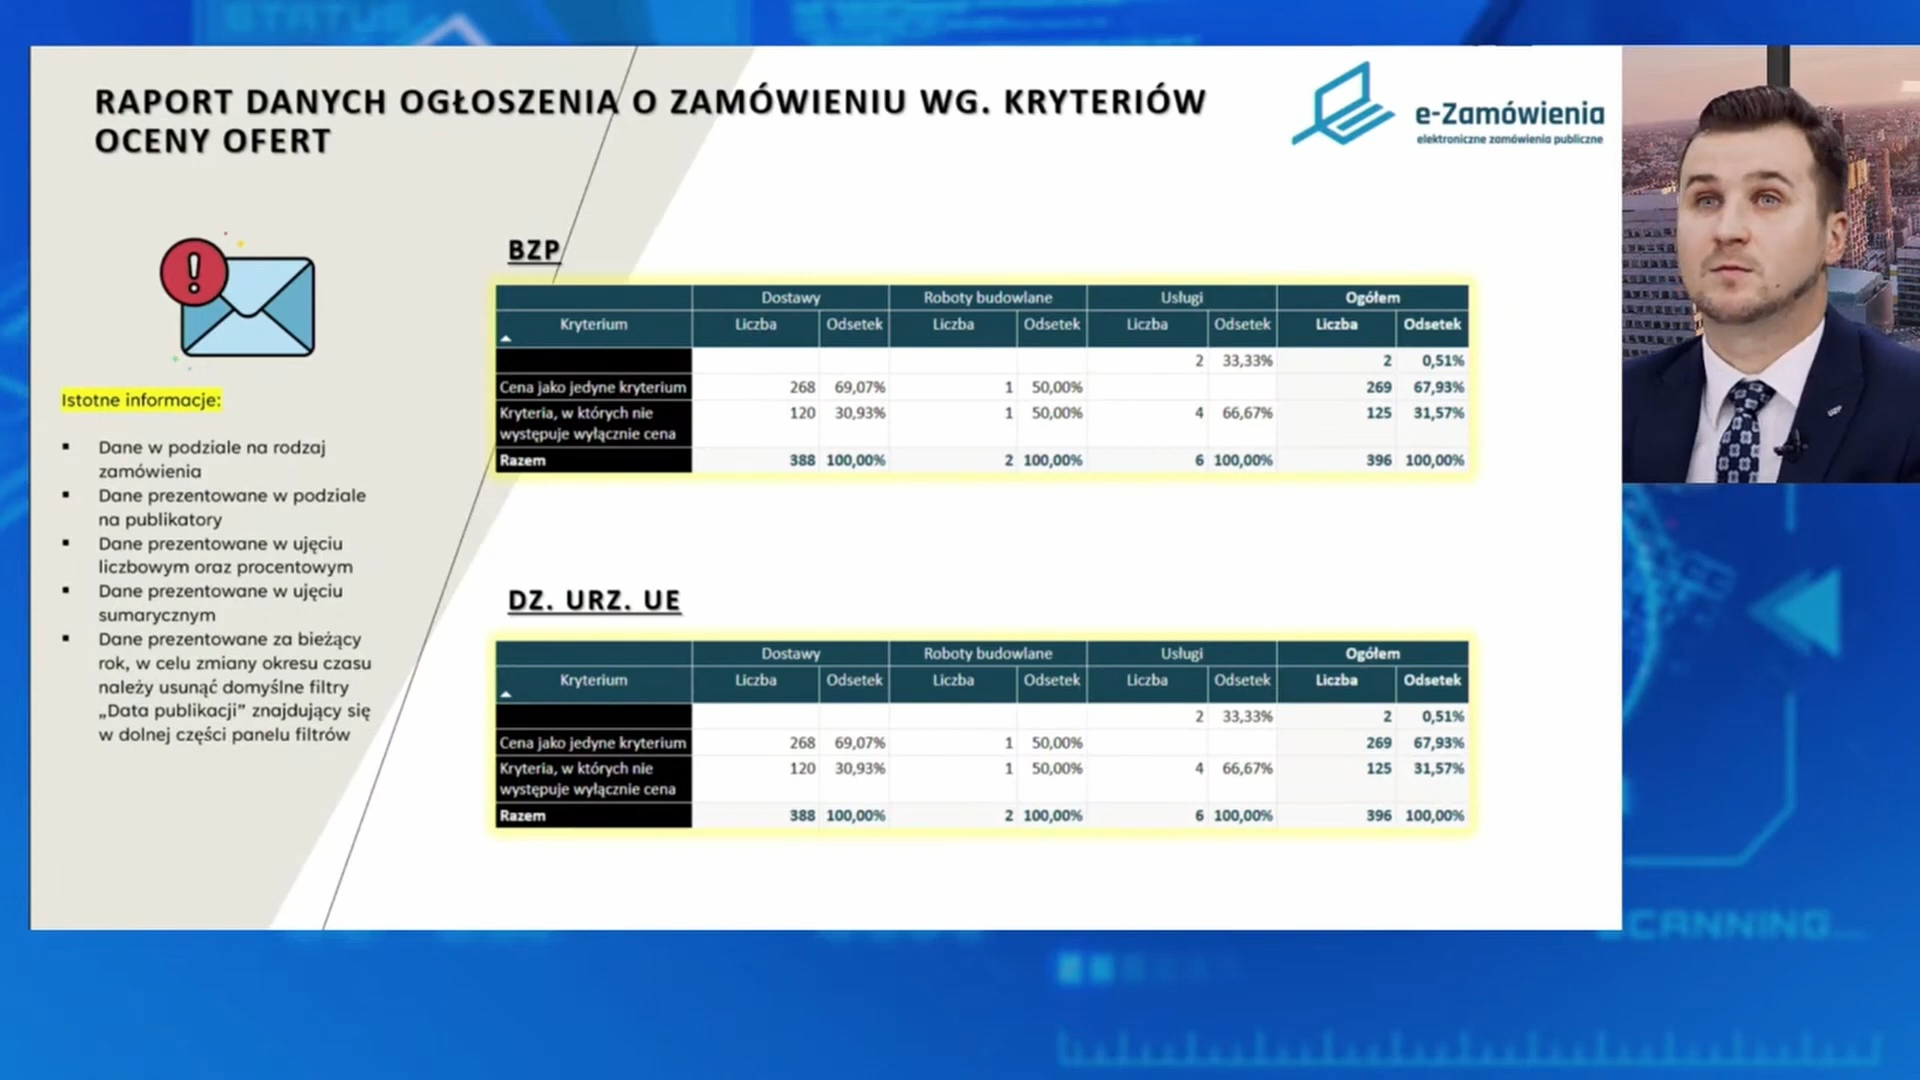 STATUS
RAPORT DANYCH OGŁOSZENIA O ZAMÓWIENIU WG. KRYTERIÓW
OCENY OFERT
e-Zamówienia
elektroniczne zamówienia publiczne
Istotne informacje:
▪ Dane w podziale na rodzaj
zamówienia
▪ Dane prezentowane w podziale
na publikatory
▪ Dane prezentowane w ujęciu
liczbowym oraz procentowym
▪ Dane prezentowane w ujęciu
sumarycznym
▪ Dane prezentowane za bieżący
rok, w celu zmiany okresu czasu
należy usunąć domyślne filtry
„Data publikacji” znajdujący się
w dolnej części panelu filtrów
BZP
Dostawy Roboty budowlane Usługi Ogółem
Kryterium Liczba Odsetek Liczba Odsetek Liczba Odsetek Liczba Odsetek
2 33,33% 2 0,51%
Cena jako jedyne kryterium 268 69,07% 1 50,00% 269 67,93%
Kryteria, w których nie 120 30,93% 1 50,00% 4 66,67% 125 31,57%
występuje wyłącznie cena
Razem 388 100,00% 2 100,00% 6 100,00% 396 100,00%
DZ. URZ. UE
Dostawy Roboty budowlane Usługi Ogółem
Kryterium Liczba Odsetek Liczba Odsetek Liczba Odsetek Liczba Odsetek
2 33,33% 2 0,51%
Cena jako jedyne kryterium 268 69,07% 1 50,00% 269 67,93%
Kryteria, w których nie 120 30,93% 1 50,00% 4 66,67% 125 31,57%
występuje wyłącznie cena
Razem 388 100,00% 2 100,00% 6 100,00% 396 100,00%
SCANNING...